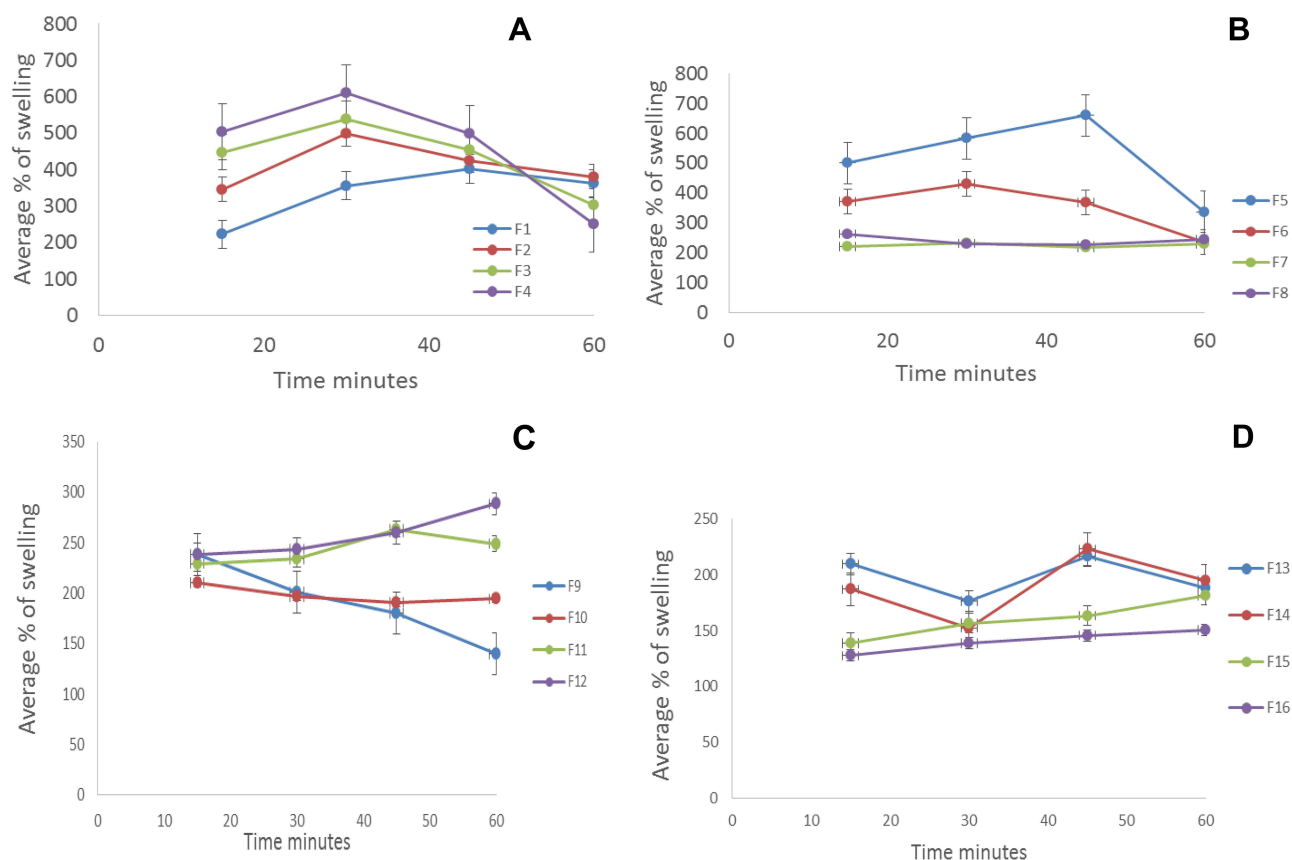 A
Average % of swelling
800
700
600
500
400
300
200
100
0
0 20 40 60
Time minutes
F1
F2
F3
F4
B
Average % of swelling
800
700
600
500
400
300
200
100
0
0 20 40 60
Time minutes
F5
F6
F7
F8
C
Average % of swelling
350
300
250
200
150
100
50
0
0 10 20 30 40 50 60
Time minutes
F9
F10
F11
F12
D
Average % of swelling
250
200
150
100
50
0
0 10 20 30 40 50 60
Time minutes
F13
F14
F15
F16